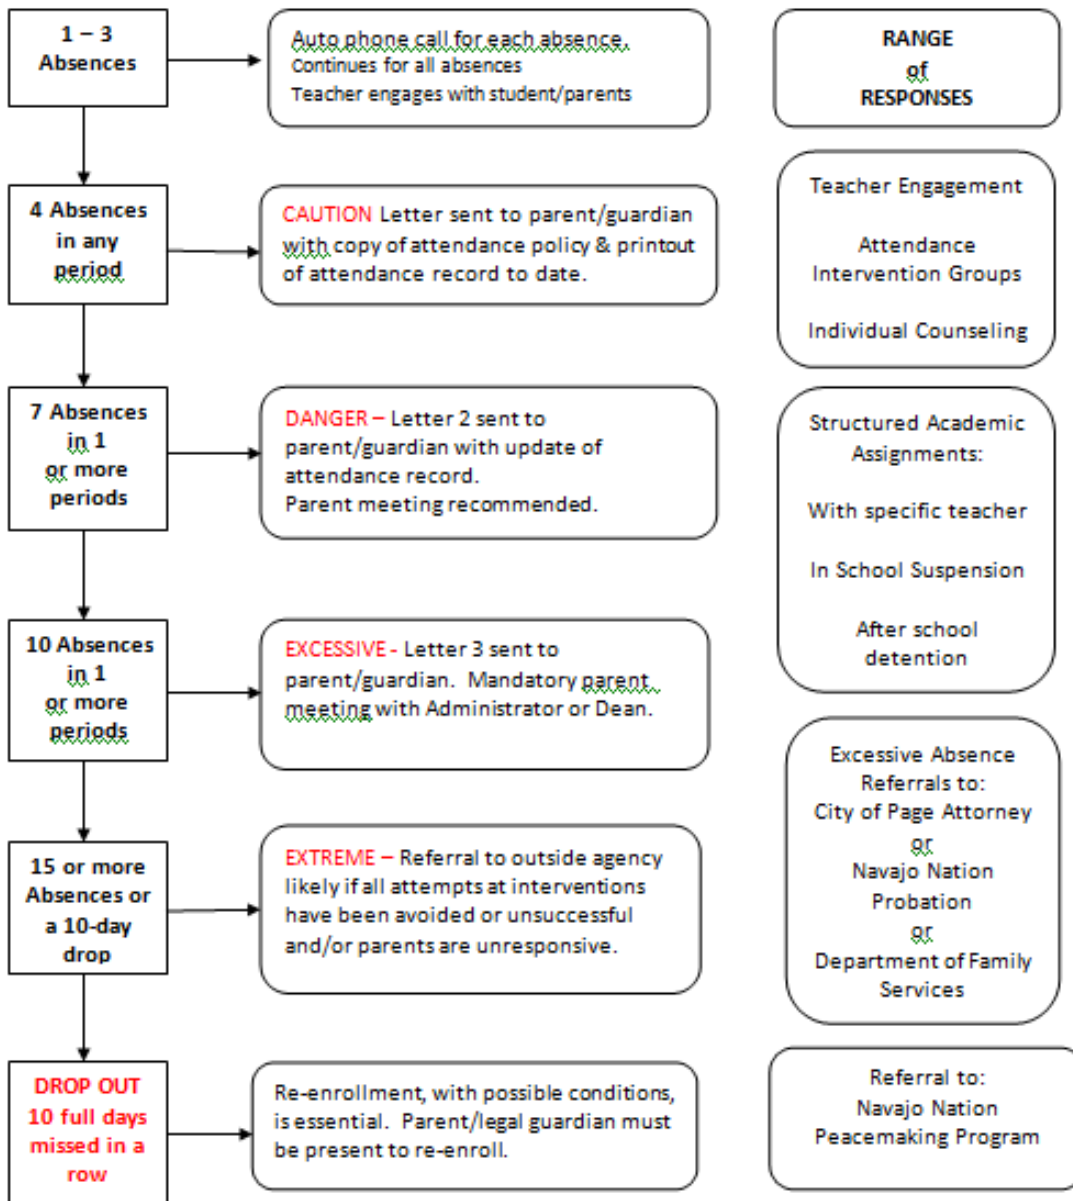 1 – 3
Absences
Auto phone call for each absence.
Continues for all absences
Teacher engages with student/parents
4 Absences
in any
period
CAUTION Letter sent to parent/guardian
with copy of attendance policy & printout
of attendance record to date.
7 Absences
in 1
or more
periods
DANGER – Letter 2 sent to
parent/guardian with update of
attendance record.
Parent meeting recommended.
10 Absences
in 1
or more
periods
EXCESSIVE - Letter 3 sent to
parent/guardian.  Mandatory parent
meeting with Administrator or Dean.
15 or more
Absences or
a 10-day
drop
EXTREME – Referral to outside agency
likely if all attempts at interventions
have been avoided or unsuccessful
and/or parents are unresponsive.
DROP OUT
10 full days
missed in a
row
Re-enrollment, with possible conditions,
is essential.  Parent/legal guardian must
be present to re-enroll.
RANGE
of
RESPONSES
Teacher Engagement
Attendance
Intervention Groups
Individual Counseling
Structured Academic
Assignments:
With specific teacher
In School Suspension
After school
detention
Excessive Absence
Referrals to:
City of Page Attorney
or
Navajo Nation
Probation
or
Department of Family
Services
Referral to:
Navajo Nation
Peacemaking Program